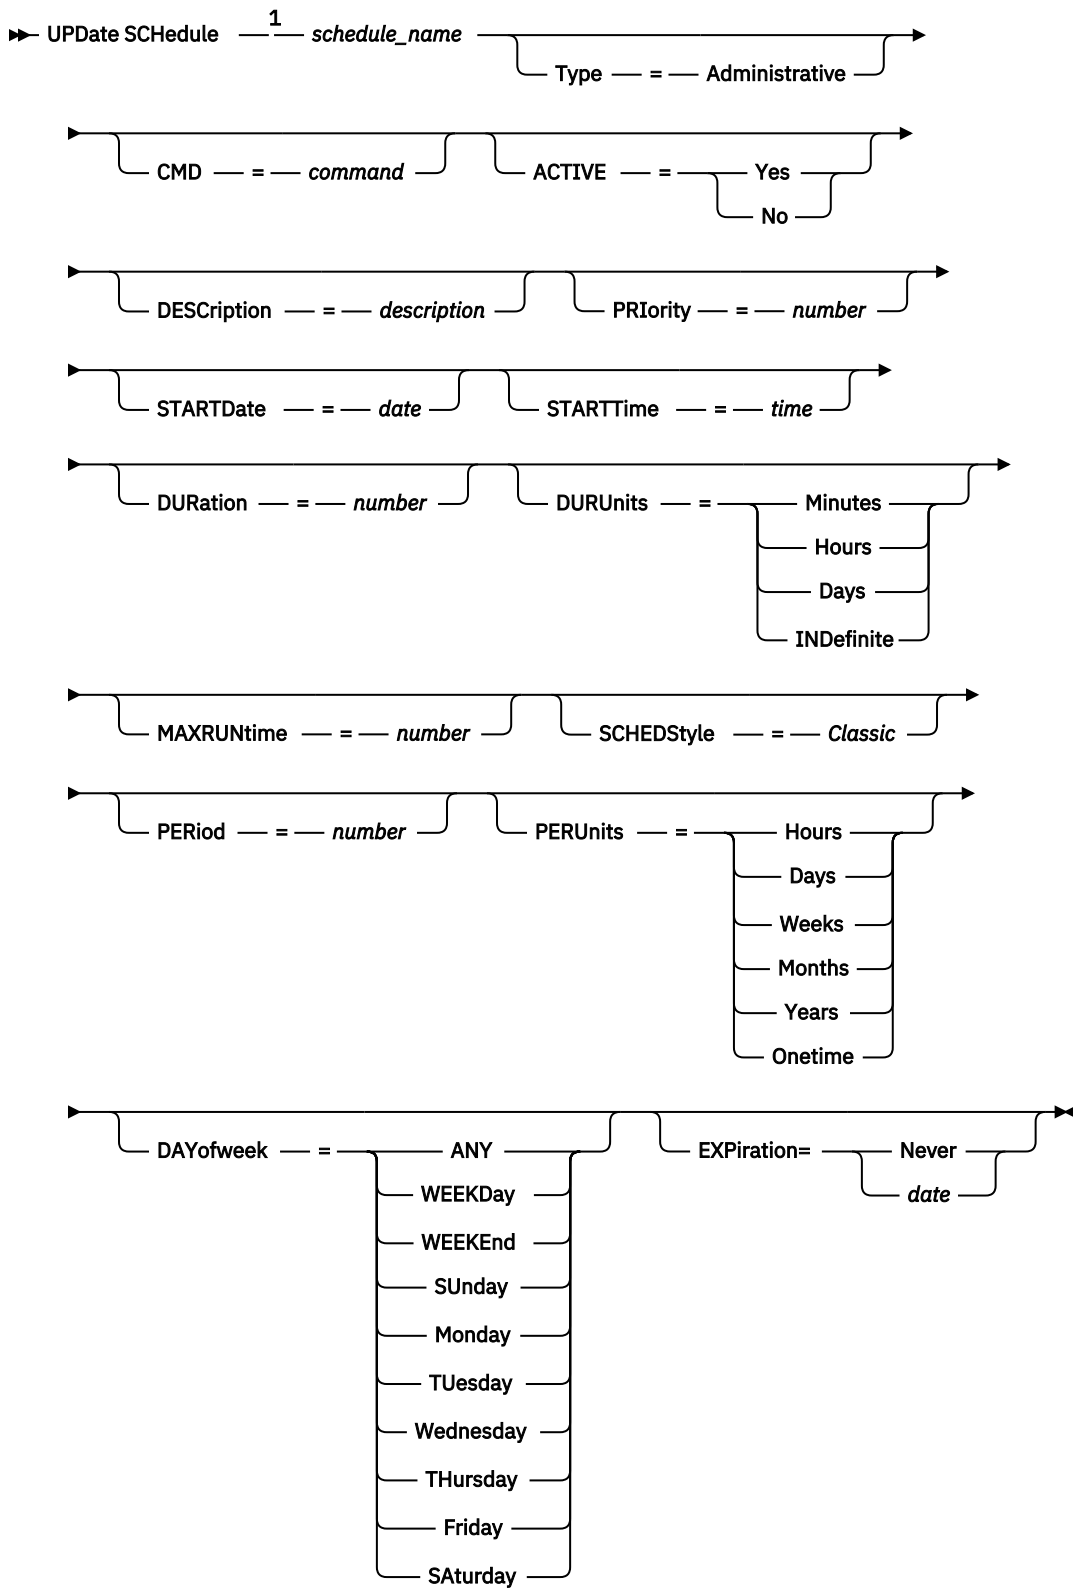 1
UPDate SCHedule schedule_name
Type = Administrative
CMD = command ACTIVE = Yes
No
DESCription = description PRIority = number
STARTDate = date STARTTime = time
DURation = number DURUnits = Minutes
Hours
Days
INDefinite
MAXRUNtime = number SCHEDStyle = Classic
PERiod = number PERUnits = Hours
Days
Weeks
Months
Years
Onetime
DAYofweek = ANY EXPiration= Never
WEEKDay date
WEEKEnd
SUnday
Monday
TUesday
Wednesday
THursday
Friday
SAturday